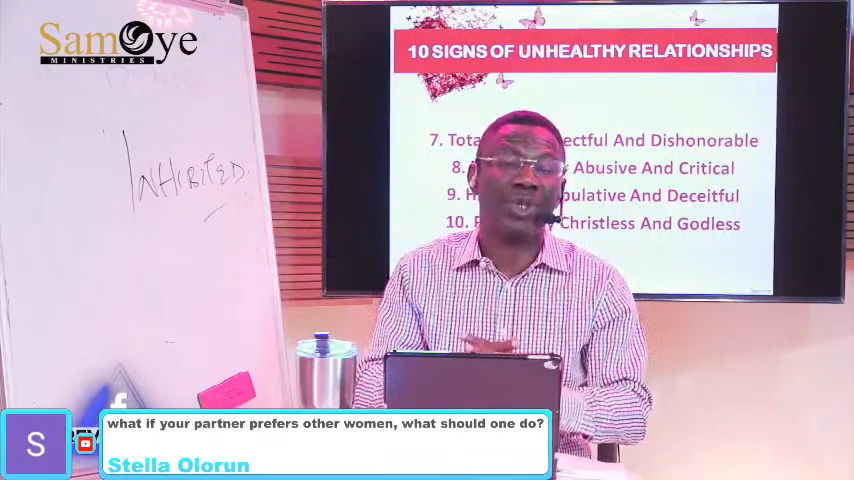 SamOye
MINISTRIES
10 SIGNS OF UNHEALTHY RELATIONSHIPS
7. Tota ectful And Dishonorable
8. Abusive And Critical
9. H pulative And Deceitful
10. Christless And Godless
INHIBITED.
what if your partner prefers other women, what should one do?
S
Stella Olorun